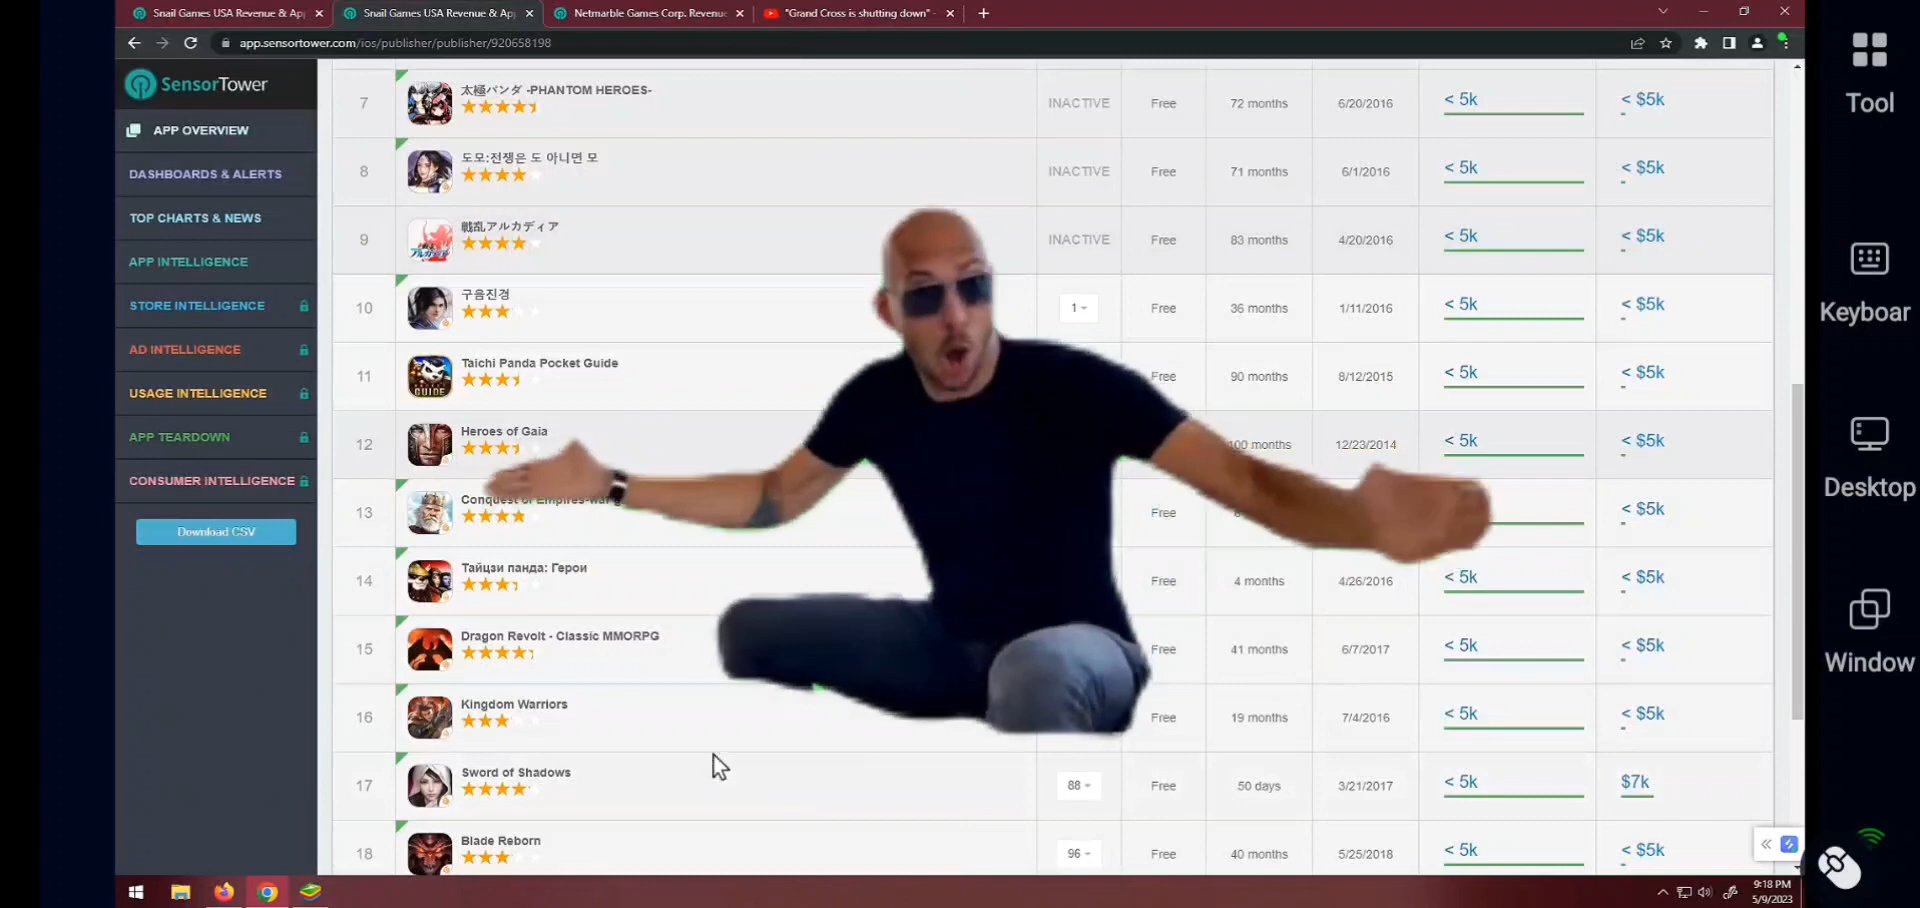 Snail Games USA Revenue & Ap
Snail Games USA Revenue & Ap
Netmarble Games Corp. Revenue
"Grand Cross is shutting down" -
app.sensortower.com/ios/publisher/publisher/920658198
SensorTower
APP OVERVIEW
DASHBOARDS & ALERTS
TOP CHARTS & NEWS
APP INTELLIGENCE
STORE INTELLIGENCE
AD INTELLIGENCE
USAGE INTELLIGENCE
APP TEARDOWN
CONSUMER INTELLIGENCE
Download CSV
7 太極パンダ -PHANTOM HEROES- INACTIVE Free 72 months 6/20/2016 < 5k < $5k
8 도모:전쟁은 도 아니면 모 INACTIVE Free 71 months 6/1/2016 < 5k < $5k
9 戦乱アルカディア INACTIVE Free 83 months 4/20/2016 < 5k < $5k
10 구음진경 1 Free 36 months 1/11/2016 < 5k < $5k
11 Taichi Panda Pocket Guide Free 90 months 8/12/2015 < 5k < $5k
GUIDE
12 Heroes of Gaia 100 months 12/23/2014 < 5k < $5k
13 Conquest of Empires-war g Free < $5k
14 Тайцзи панда: Герои Free 4 months 4/26/2016 < 5k < $5k
15 Dragon Revolt - Classic MMORPG Free 41 months 6/7/2017 < 5k < $5k
16 Kingdom Warriors Free 19 months 7/4/2016 < 5k < $5k
17 Sword of Shadows 88 Free 50 days 3/21/2017 < 5k $7k
18 Blade Reborn 96 Free 40 months 5/25/2018 < 5k < $5k
9:18 PM
5/9/2023
Tool
Keyboar
Desktop
Window